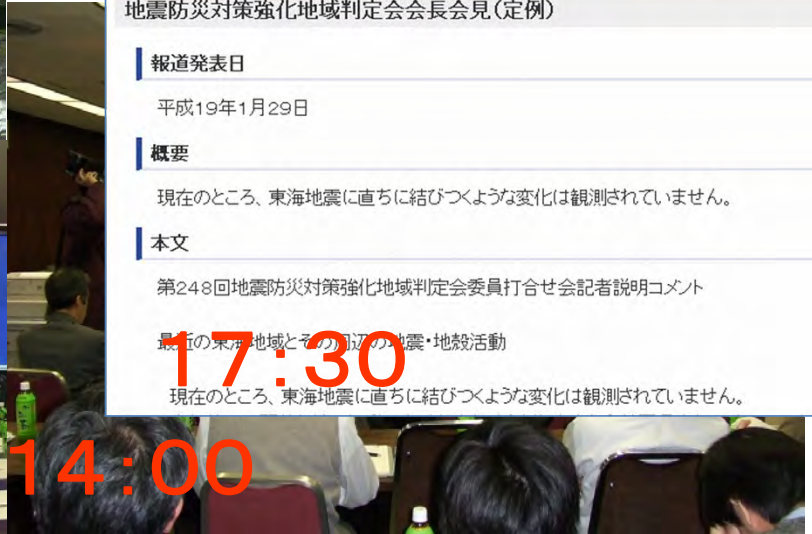 地震防災対策強化地域判定会会長会見（定例）
報道発表日
平成19年1月29日
概要
現在のところ、東海地震に直ちに結びつくような変化は観測されていません。
本文
第248回地震防災対策強化地域判定会委員打合せ会記者説明コメント
最近の東海地域とその周辺の地震・地殻活動
17:30
現在のところ、東海地震に直ちに結びつくような変化は観測されていません。
14:00